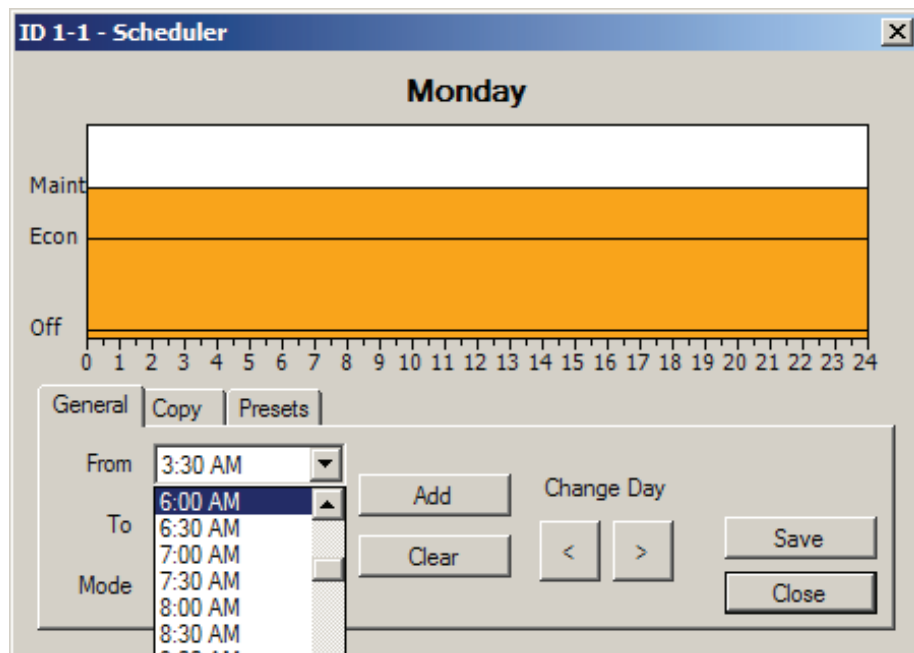 ID 1-1 - Scheduler
Monday
Maint
Econ
Off
0 1 2 3 4 5 6 7 8 9 10 11 12 13 14 15 16 17 18 19 20 21 22 23 24
General Copy Presets
From 3:30 AM
6:00 AM
To 6:30 AM
7:00 AM
Mode 7:30 AM
8:00 AM
8:30 AM
Add
Clear
Change Day
< >
Save
Close